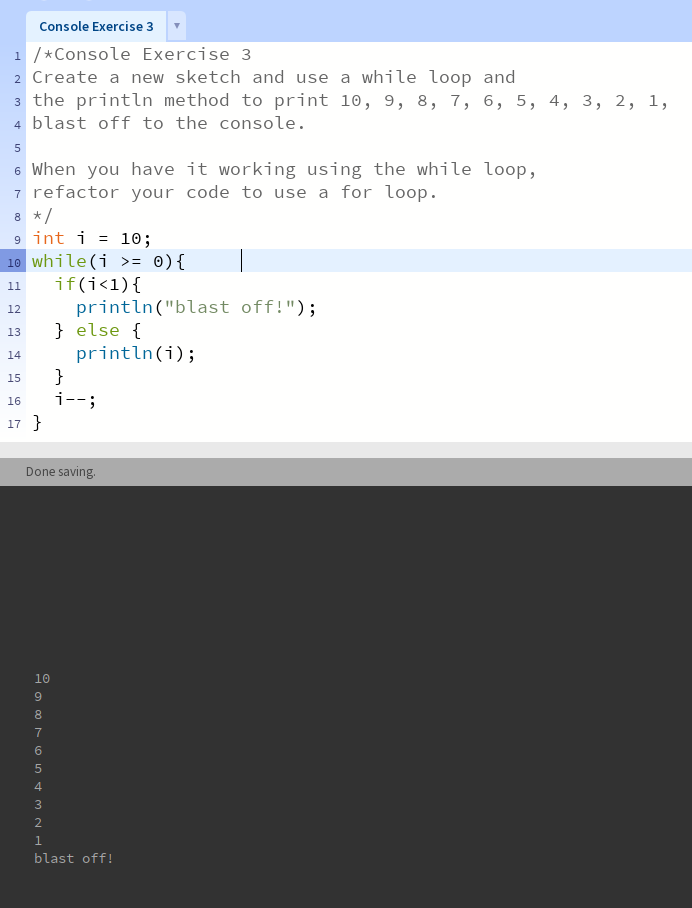 Console Exercise 3 ▼
1 /*Console Exercise 3
2 Create a new sketch and use a while loop and
3 the println method to print 10, 9, 8, 7, 6, 5, 4, 3, 2, 1,
4 blast off to the console.
5
6 When you have it working using the while loop,
7 refactor your code to use a for loop.
8 */
9 int i = 10;
10 while(i >= 0){
11   if(i<1){
12     println("blast off!");
13   } else {
14     println(i);
15   }
16   i--;
17 }
Done saving.
10
9
8
7
6
5
4
3
2
1
blast off!